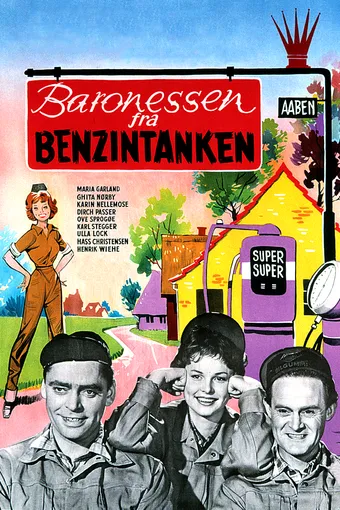 Baronessen
fra
BENZINTANKEN
AABEN
MARIA GARLAND
GHITA NØRBY
KARIN NELLEMOSE
DIRCH PASSER
OVE SPROGØE
KARL STEGGER
ULLA LOCK
HASS CHRISTENSEN
HENRIK WIEHE
SUPER
SUPER